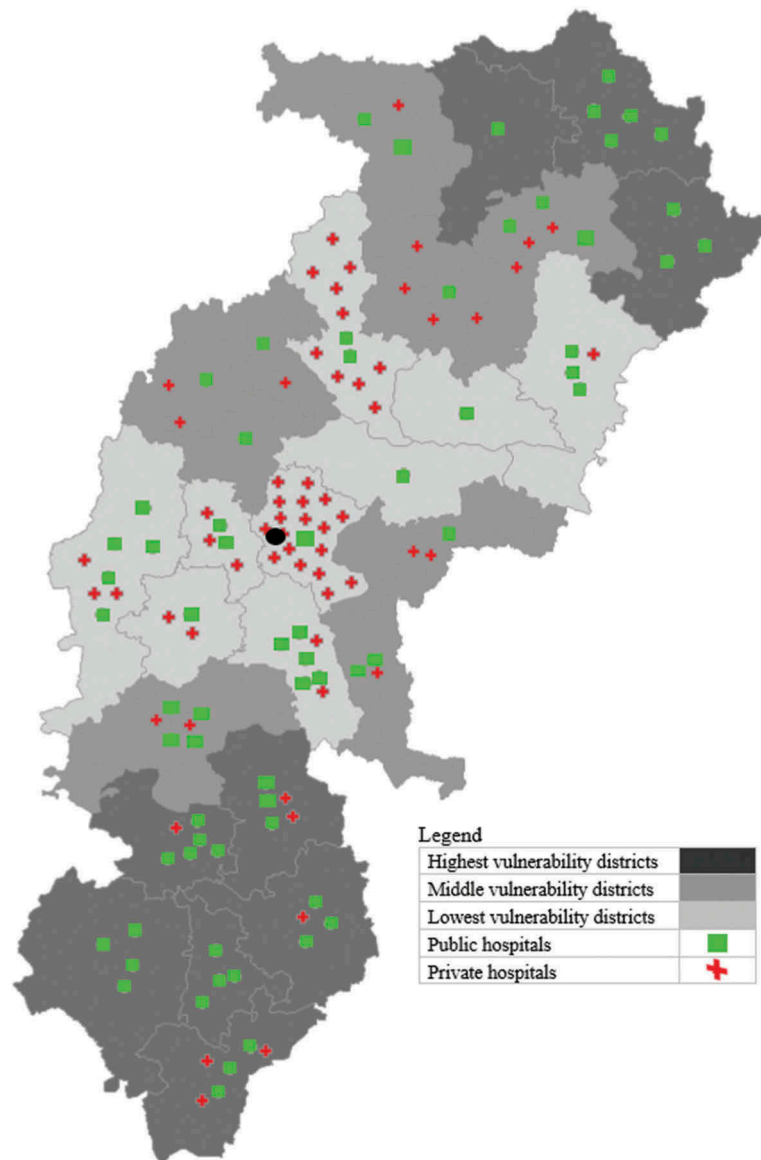 Legend
Highest vulnerability districts
Middle vulnerability districts
Lowest vulnerability districts
Public hospitals
Private hospitals